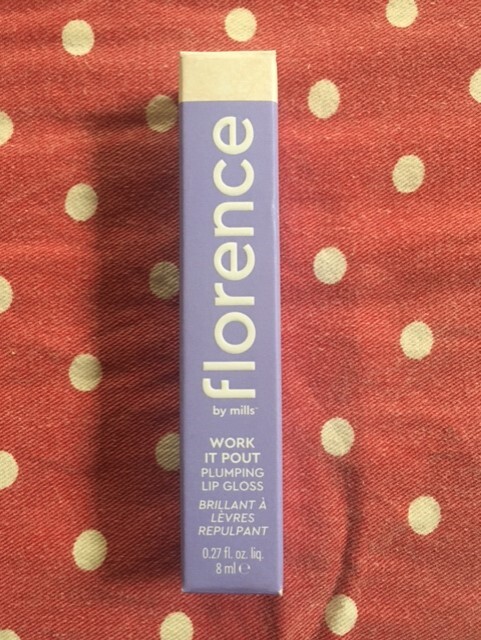 florence
by mills™
WORK
IT POUT
PLUMPING
LIP GLOSS
BRILLANT À
LÈVRES
REPULPANT
0.27 fl. oz. liq.
8 ml ℮